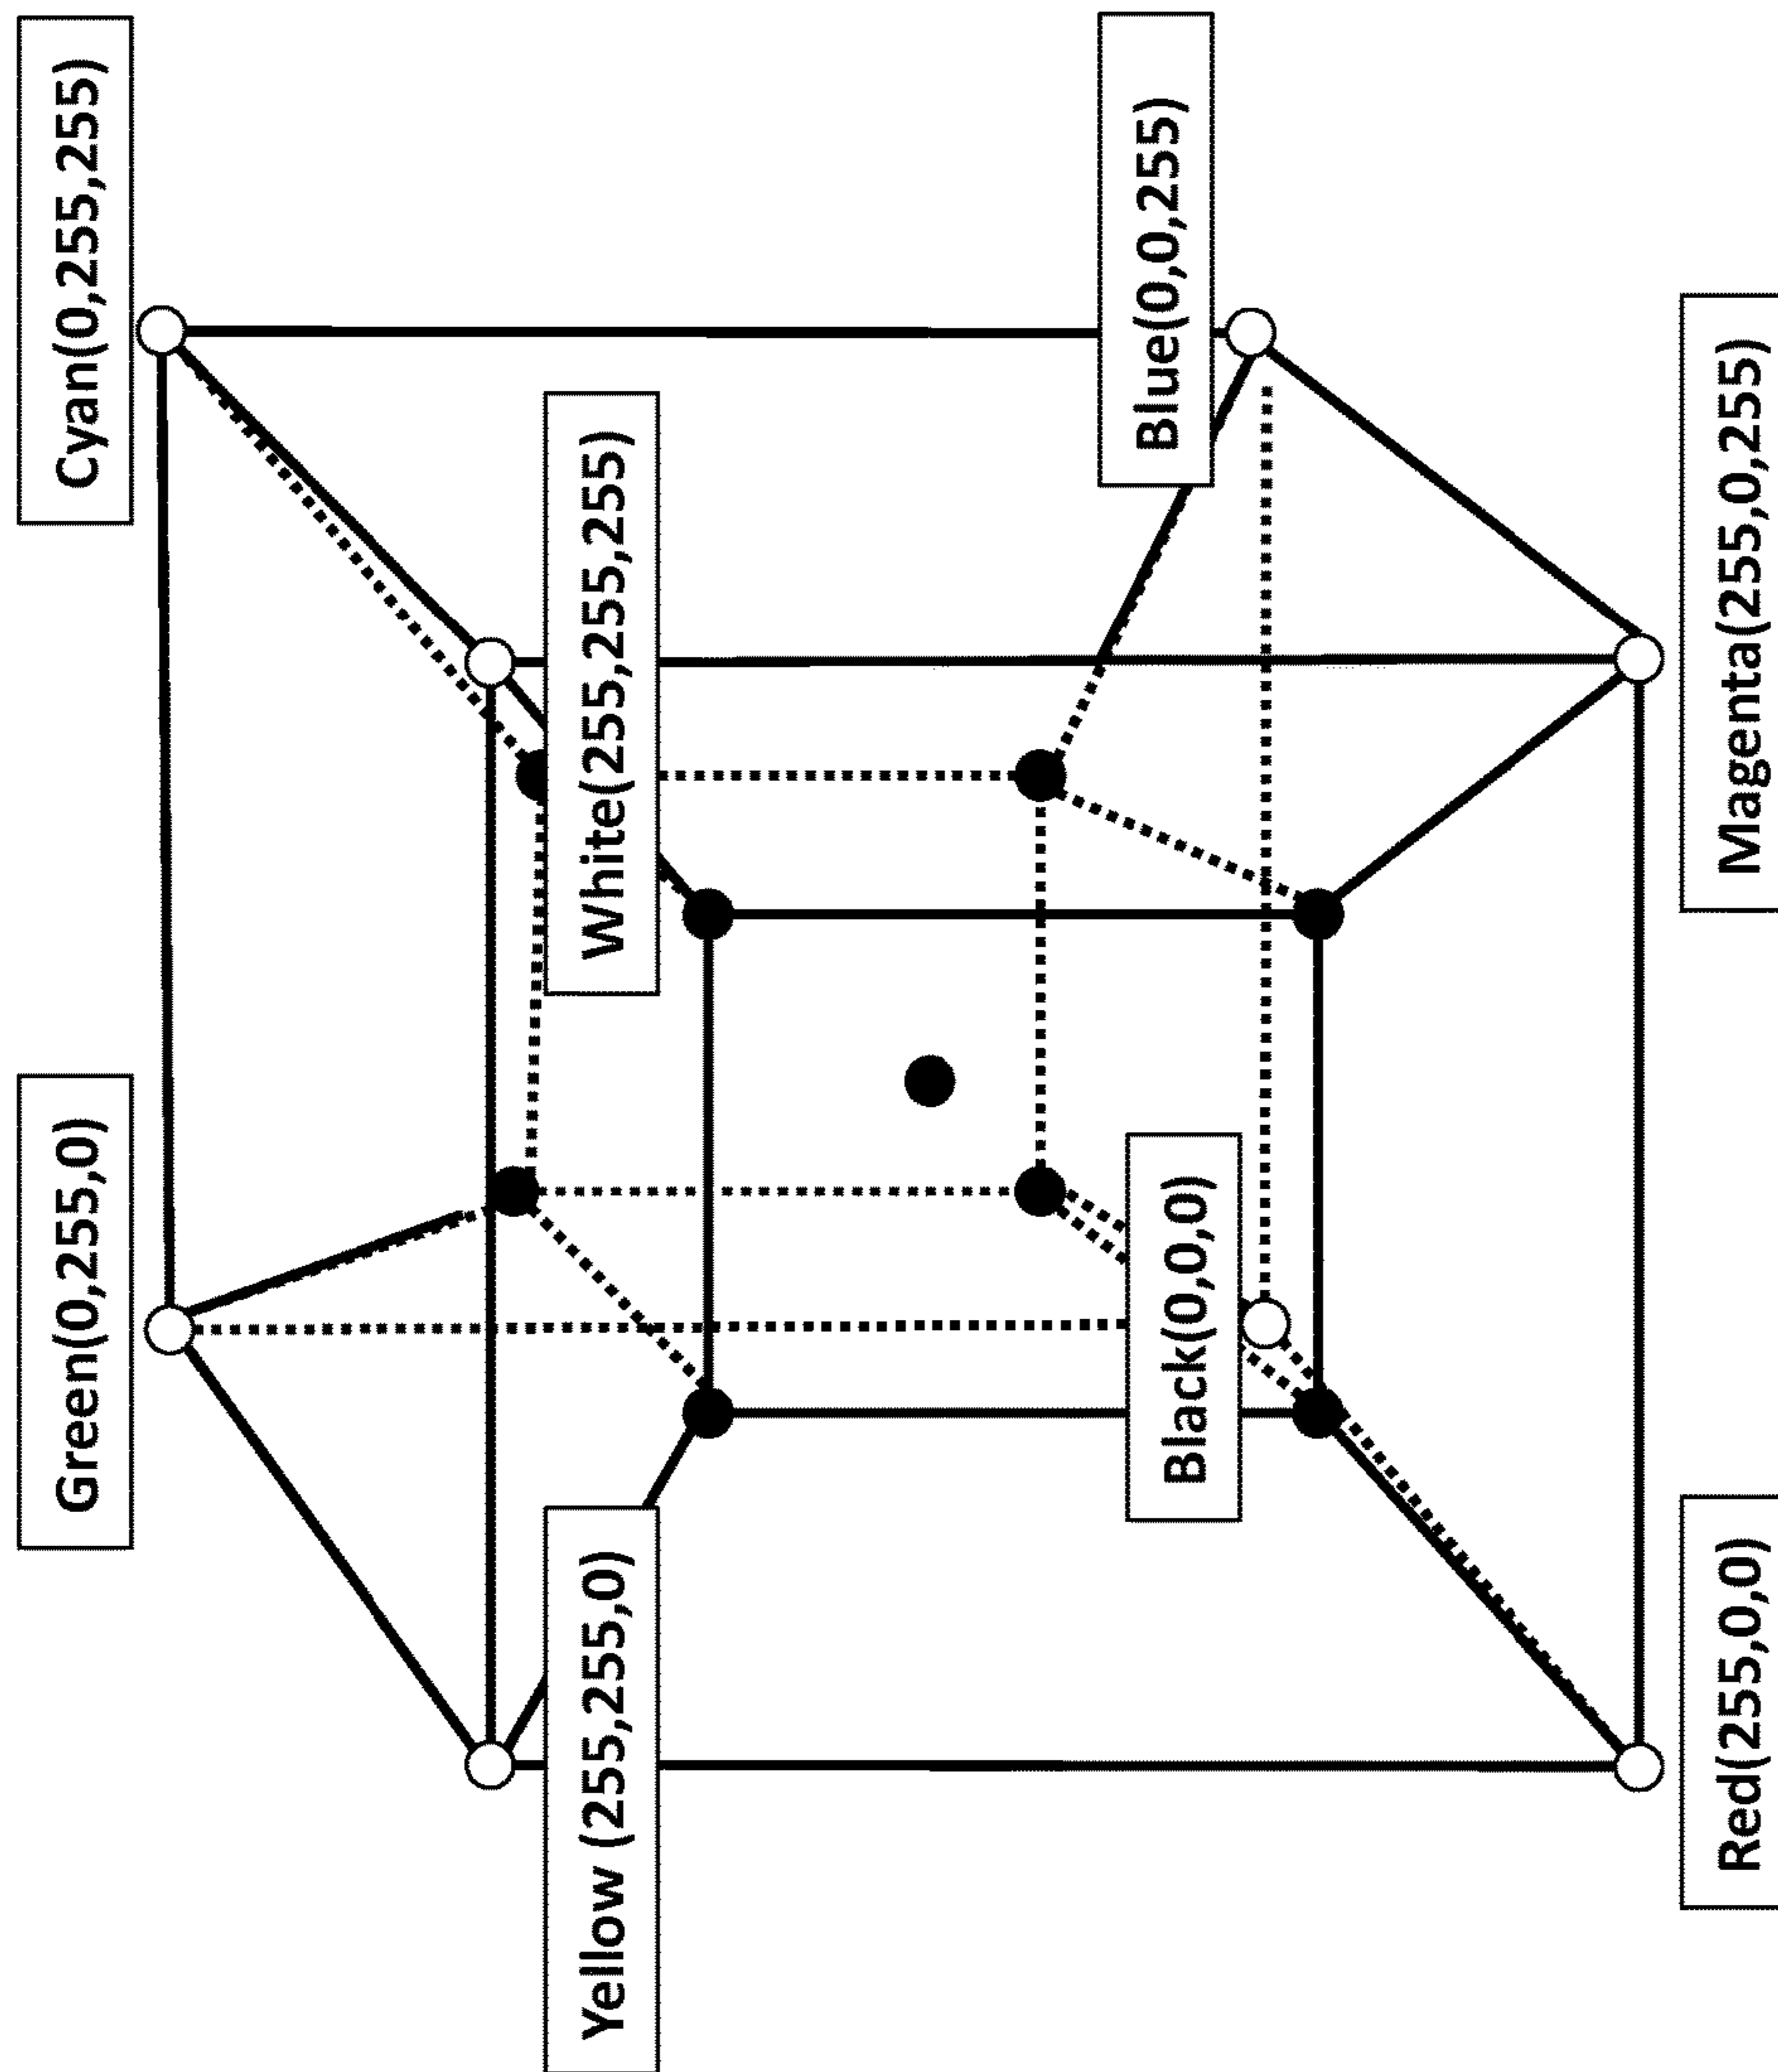 Green(0,255,0)
Cyan(0,255,255)
Yellow (255,255,0)
White(255,255,255)
Black(0,0,0)
Blue(0,0,255)
Red(255,0,0)
Magenta(255,0,255)